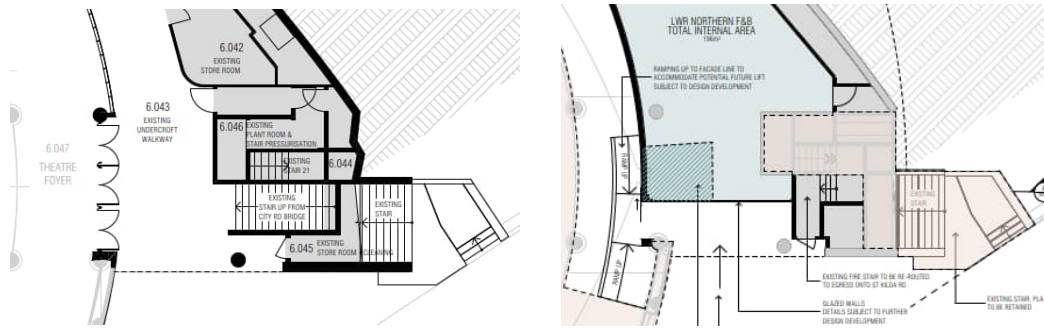 6.042
EXISTING
STORE ROOM
6.043
EXISTING
UNDERCROFT
WALKWAY
6.046
EXISTING
PLANT ROOM &
STAIR PRESSURISATION
6.047
THEATRE
FOYER
EXISTING
STAIR 21
6.044
EXISTING
STAIR UP FROM
CITY RD BRIDGE
EXISTING
STAIR
6.045
EXISTING
STORE ROOM - CLEANING
LWR NORTHERN F&B
TOTAL INTERNAL AREA
196m²
RAMPING UP TO FACADE LINE TO
ACCOMMODATE POTENTIAL FUTURE LIFT
SUBJECT TO DESIGN DEVELOPMENT
RAMP UP
EXISTING
STAIR
RAMP UP
EXISTING FIRE STAIR TO BE RE-ROUTED
TO EGRESS ONTO ST KILDA RD
EXISTING STAIR, PLA
TO BE RETAINED
GLAZED WALLS
DETAILS SUBJECT TO FURTHER
DESIGN DEVELOPMENT